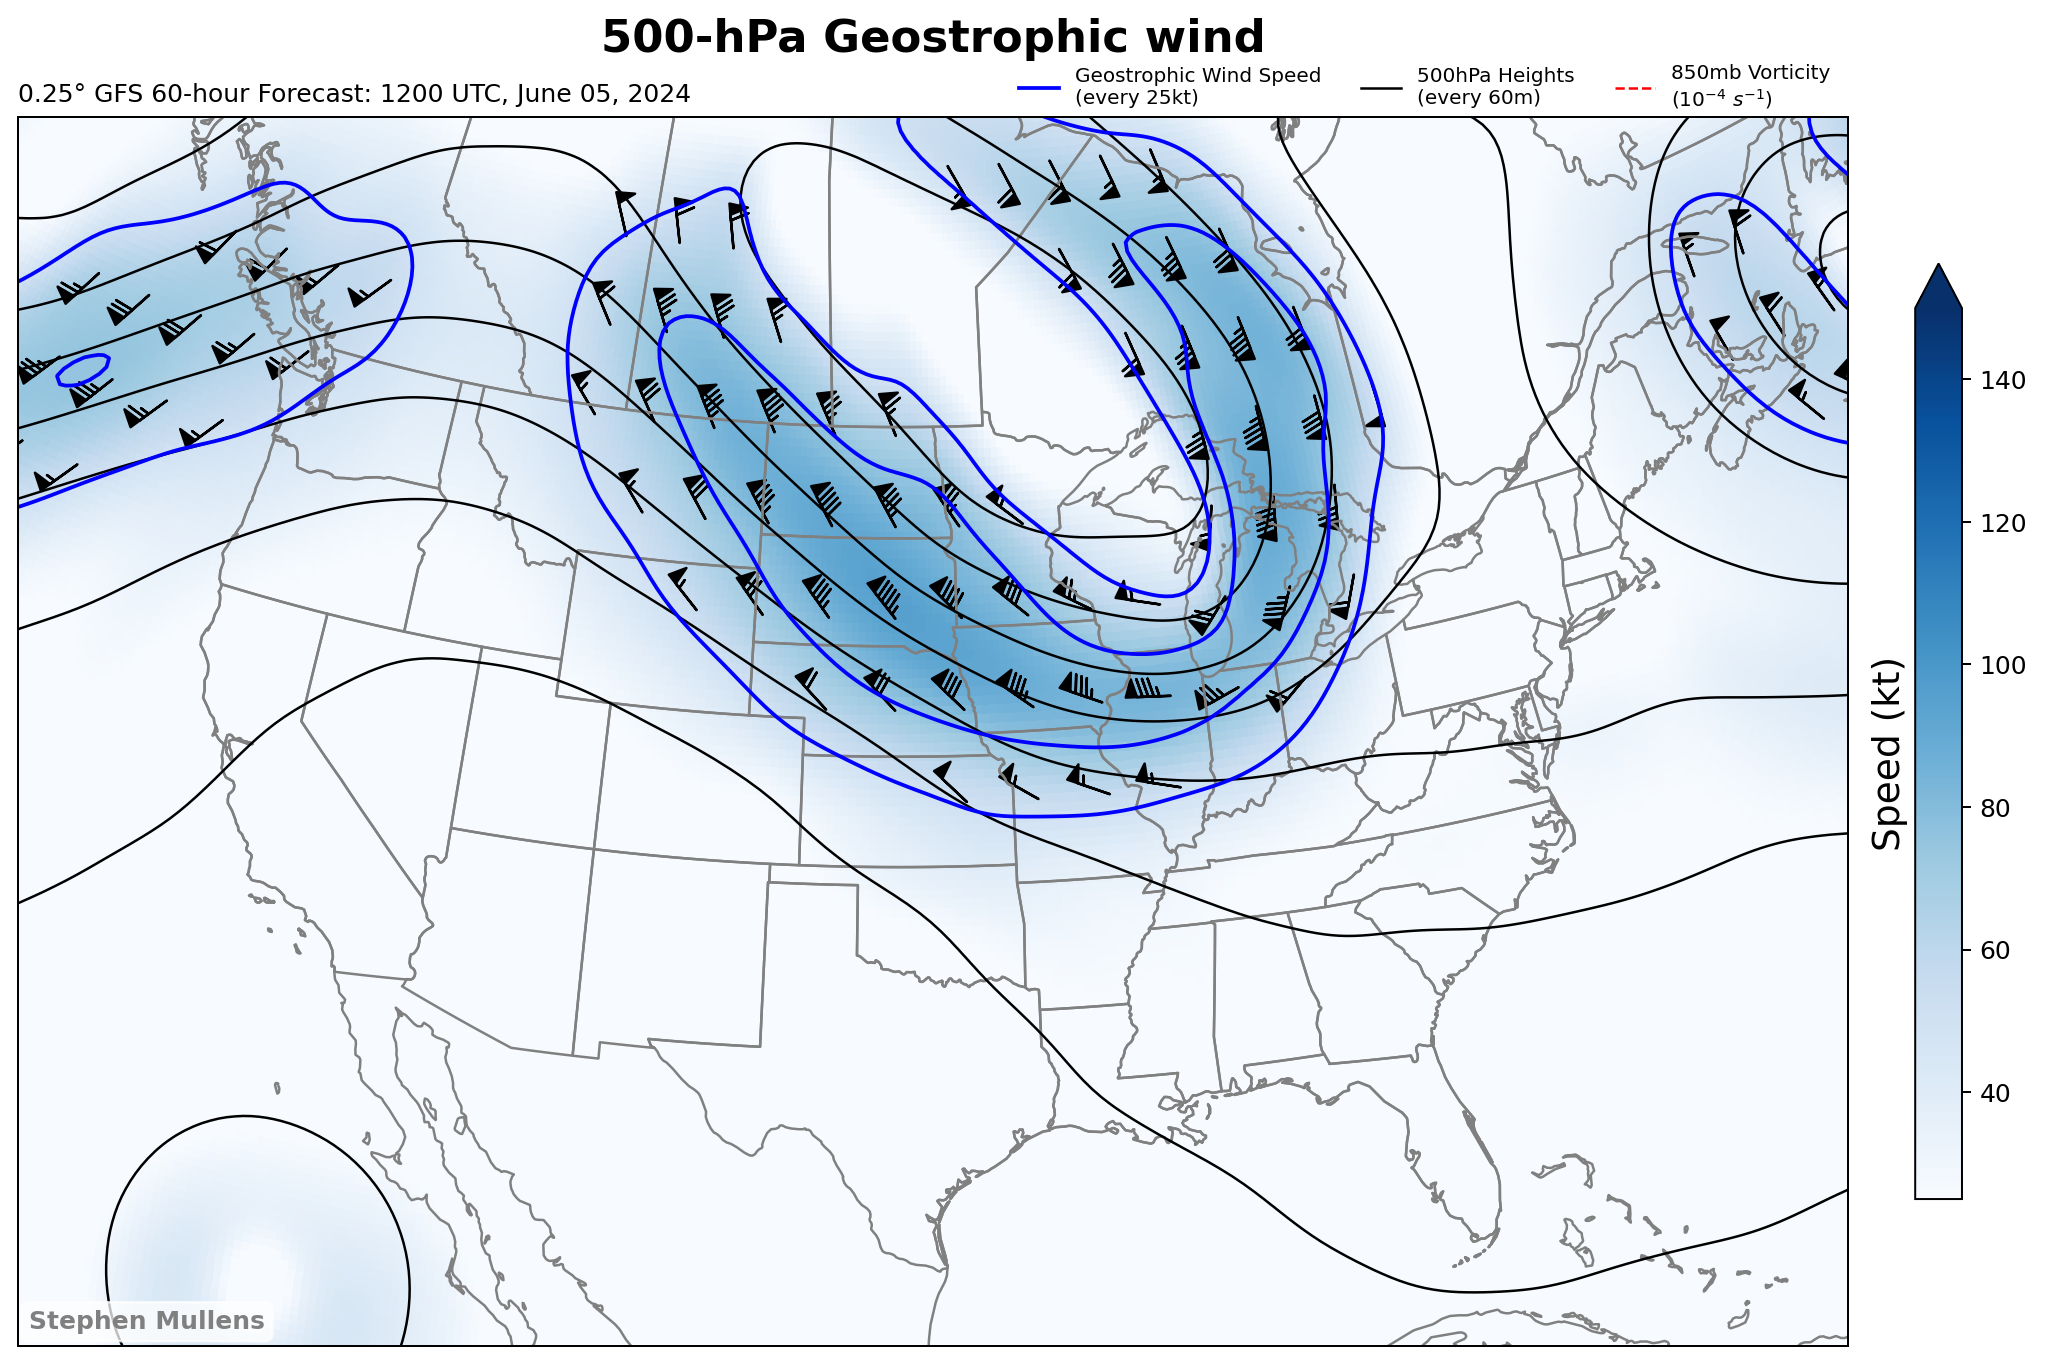 500-hPa Geostrophic wind
0.25° GFS 60-hour Forecast: 1200 UTC, June 05, 2024
Geostrophic Wind Speed
(every 25kt)
500hPa Heights
(every 60m)
850mb Vorticity
(10⁻⁴ s⁻¹)
140
120
100
80
60
40
Speed (kt)
Stephen Mullens